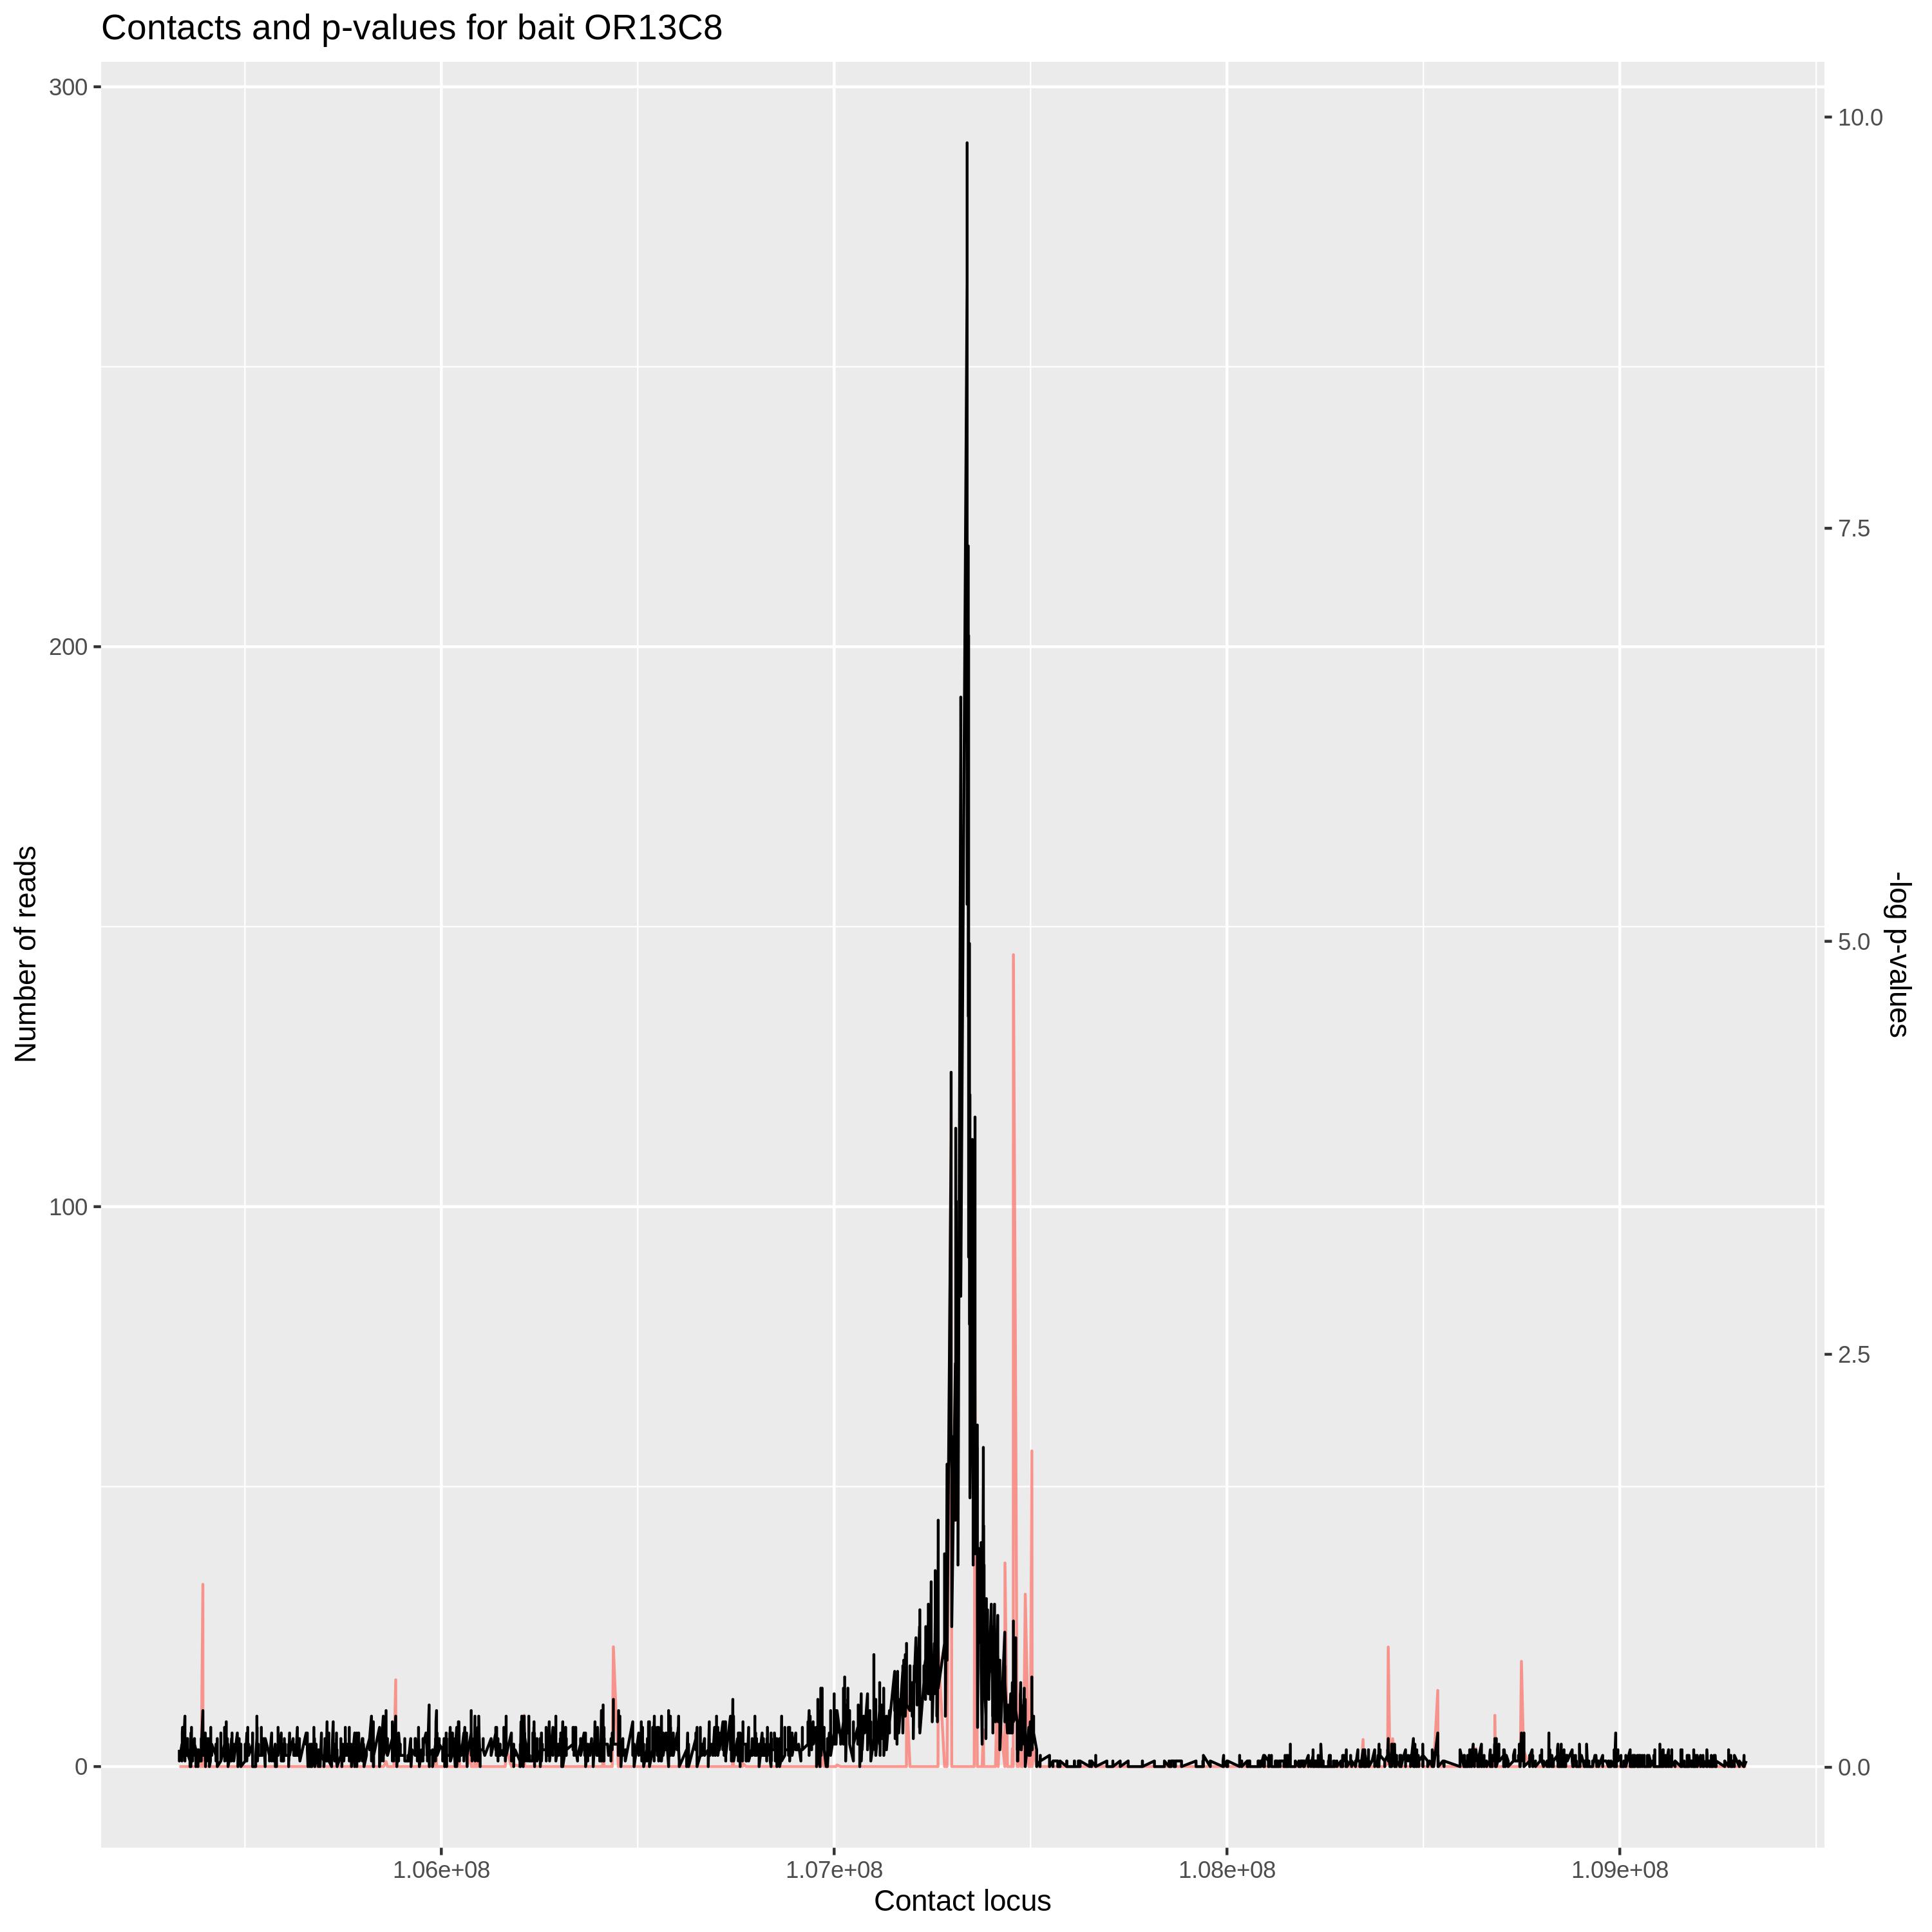 Contacts and p-values for bait OR13C8
300
200
100
0
Number of reads
10.0
7.5
5.0
2.5
0.0
-log p-values
1.06e+08
1.07e+08
1.08e+08
1.09e+08
Contact locus